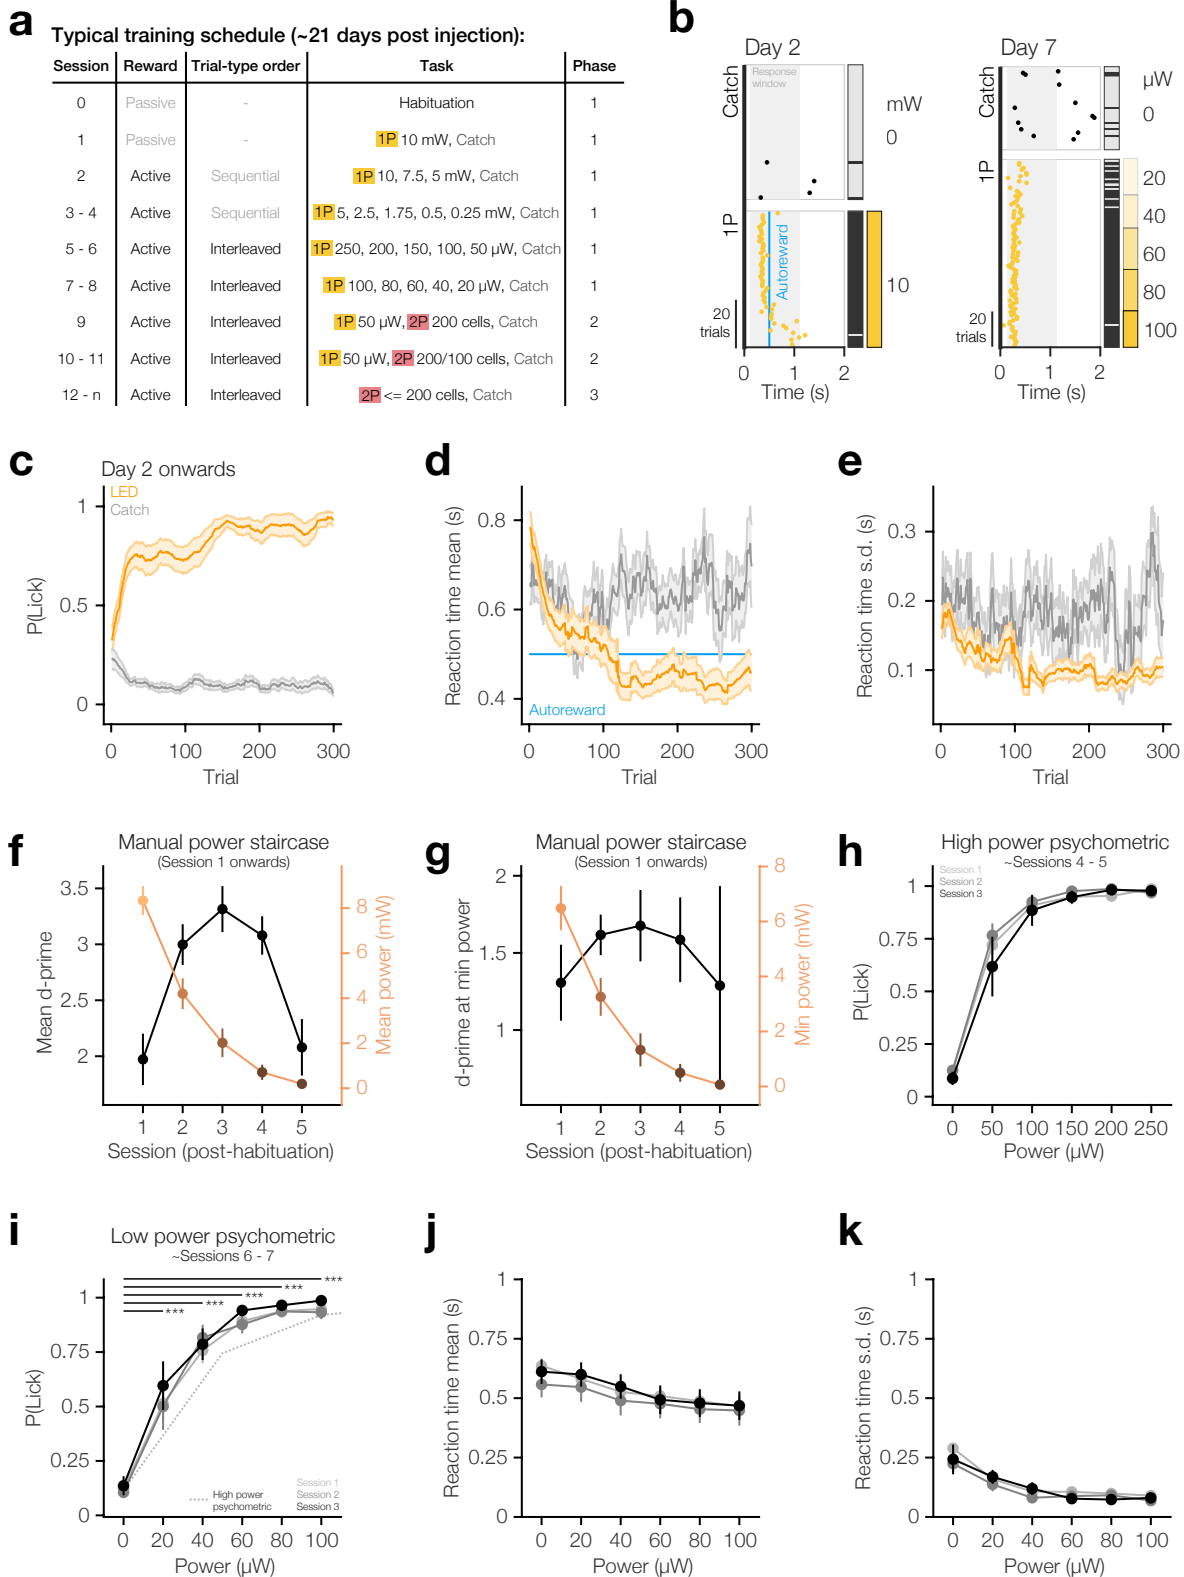 a
Typical training schedule (~21 days post injection):
Session Reward Trial-type order Task Phase
0 Passive - Habituation 1
1 Passive - 1P 10 mW, Catch 1
2 Active Sequential 1P 10, 7.5, 5 mW, Catch 1
3 - 4 Active Sequential 1P 5, 2.5, 1.75, 0.5, 0.25 mW, Catch 1
5 - 6 Active Interleaved 1P 250, 200, 150, 100, 50 µW, Catch 1
7 - 8 Active Interleaved 1P 100, 80, 60, 40, 20 µW, Catch 1
9 Active Interleaved 1P 50 µW, 2P 200 cells, Catch 2
10 - 11 Active Interleaved 1P 50 µW, 2P 200/100 cells, Catch 2
12 - n Active Interleaved 2P <= 200 cells, Catch 3
b
Day 2
Catch
Response
window
mW
0
1P
Autoreward
10
20
trials
0 1 2
Time (s)
Day 7
Catch
µW
0
1P
20
40
60
80
100
20
trials
0 1 2
Time (s)
c
Day 2 onwards
LED
Catch
P(Lick)
1
0.5
0
0 100 200 300
Trial
d
Reaction time mean (s)
0.8
0.6
0.4
Autoreward
0 100 200 300
Trial
e
Reaction time s.d. (s)
0.3
0.2
0.1
0 100 200 300
Trial
f
Manual power staircase
(Session 1 onwards)
Mean d-prime
3.5
3
2.5
2
8
6
4
2
0
Mean power (mW)
1 2 3 4 5
Session (post-habituation)
g
Manual power staircase
(Session 1 onwards)
d-prime at min power
2
1.5
1
8
6
4
2
0
Min power (mW)
1 2 3 4 5
Session (post-habituation)
h
High power psychometric
~Sessions 4 - 5
Session 1
Session 2
Session 3
P(Lick)
1
0.75
0.5
0.25
0
0 50 100 150 200 250
Power (µW)
i
Low power psychometric
~Sessions 6 - 7
***
***
***
***
***
P(Lick)
1
0.75
0.5
0.25
0
High power
psychometric
Session 1
Session 2
Session 3
0 20 40 60 80 100
Power (µW)
j
Reaction time mean (s)
1
0.75
0.5
0.25
0
0 20 40 60 80 100
Power (µW)
k
Reaction time s.d. (s)
1
0.75
0.5
0.25
0
0 20 40 60 80 100
Power (µW)